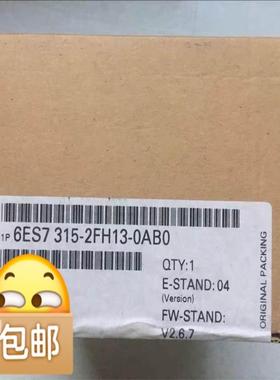 1P 6ES7 315-2FH13-0AB0
QTY:1
E-STAND: 04
(Version)
FW-STAND:
V2.6.7
ORIGINAL PACKING
包邮